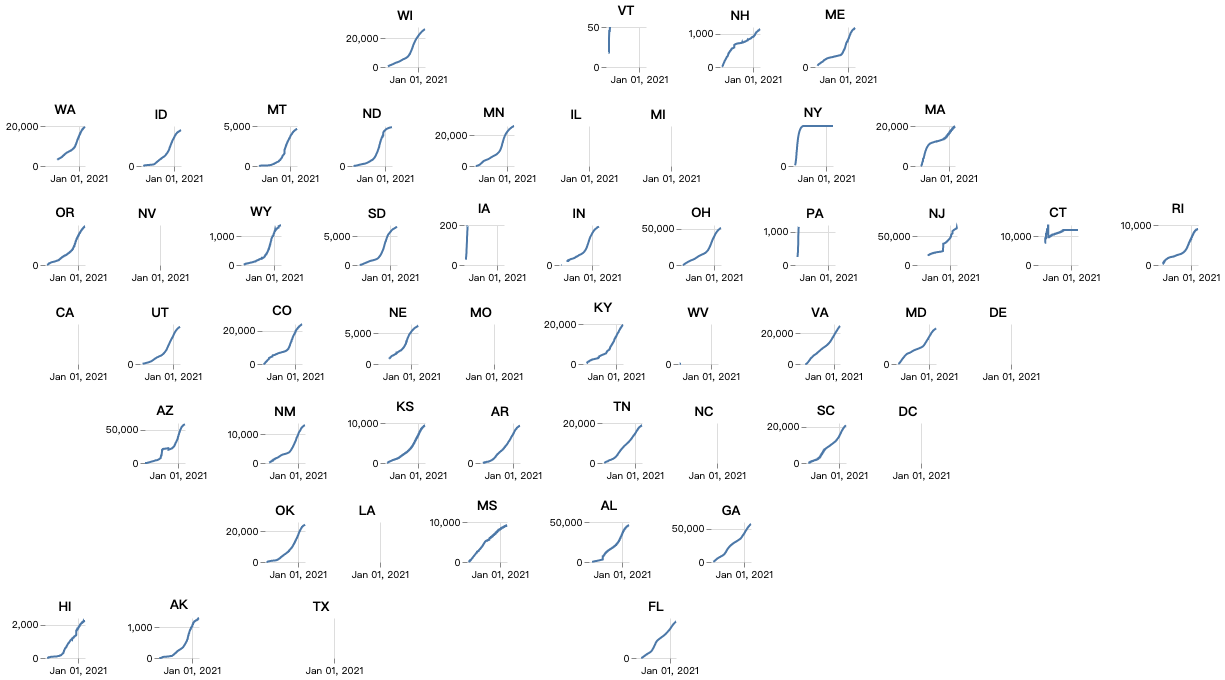 WI VT NH ME
20,000 50 1,000
0 0 0 0
Jan 01, 2021 Jan 01, 2021 Jan 01, 2021 Jan 01, 2021
WA ID MT ND MN IL MI NY MA
20,000 5,000 20,000 20,000
0 0 0 0 0 0 0
Jan 01, 2021 Jan 01, 2021 Jan 01, 2021 Jan 01, 2021 Jan 01, 2021 Jan 01, 2021 Jan 01, 2021 Jan 01, 2021 Jan 01, 2021
OR NV WY SD IA IN OH PA NJ CT RI
1,000 5,000 200 50,000 1,000 50,000 10,000 10,000
0 0 0 0 0 0 0 0 0 0
Jan 01, 2021 Jan 01, 2021 Jan 01, 2021 Jan 01, 2021 Jan 01, 2021 Jan 01, 2021 Jan 01, 2021 Jan 01, 2021 Jan 01, 2021 Jan 01, 2021 Jan 01, 2021
CA UT CO NE MO KY WV VA MD DE
20,000 5,000 20,000 20,000
0 0 0 0 0 0 0
Jan 01, 2021 Jan 01, 2021 Jan 01, 2021 Jan 01, 2021 Jan 01, 2021 Jan 01, 2021 Jan 01, 2021 Jan 01, 2021 Jan 01, 2021 Jan 01, 2021
AZ NM KS AR TN NC SC DC
50,000 10,000 10,000 20,000 20,000
0 0 0 0 0 0
Jan 01, 2021 Jan 01, 2021 Jan 01, 2021 Jan 01, 2021 Jan 01, 2021 Jan 01, 2021 Jan 01, 2021 Jan 01, 2021
OK LA MS AL GA
20,000 10,000 50,000 50,000
0 0 0 0
Jan 01, 2021 Jan 01, 2021 Jan 01, 2021 Jan 01, 2021 Jan 01, 2021
HI AK TX FL
2,000 1,000
0 0 0
Jan 01, 2021 Jan 01, 2021 Jan 01, 2021 Jan 01, 2021